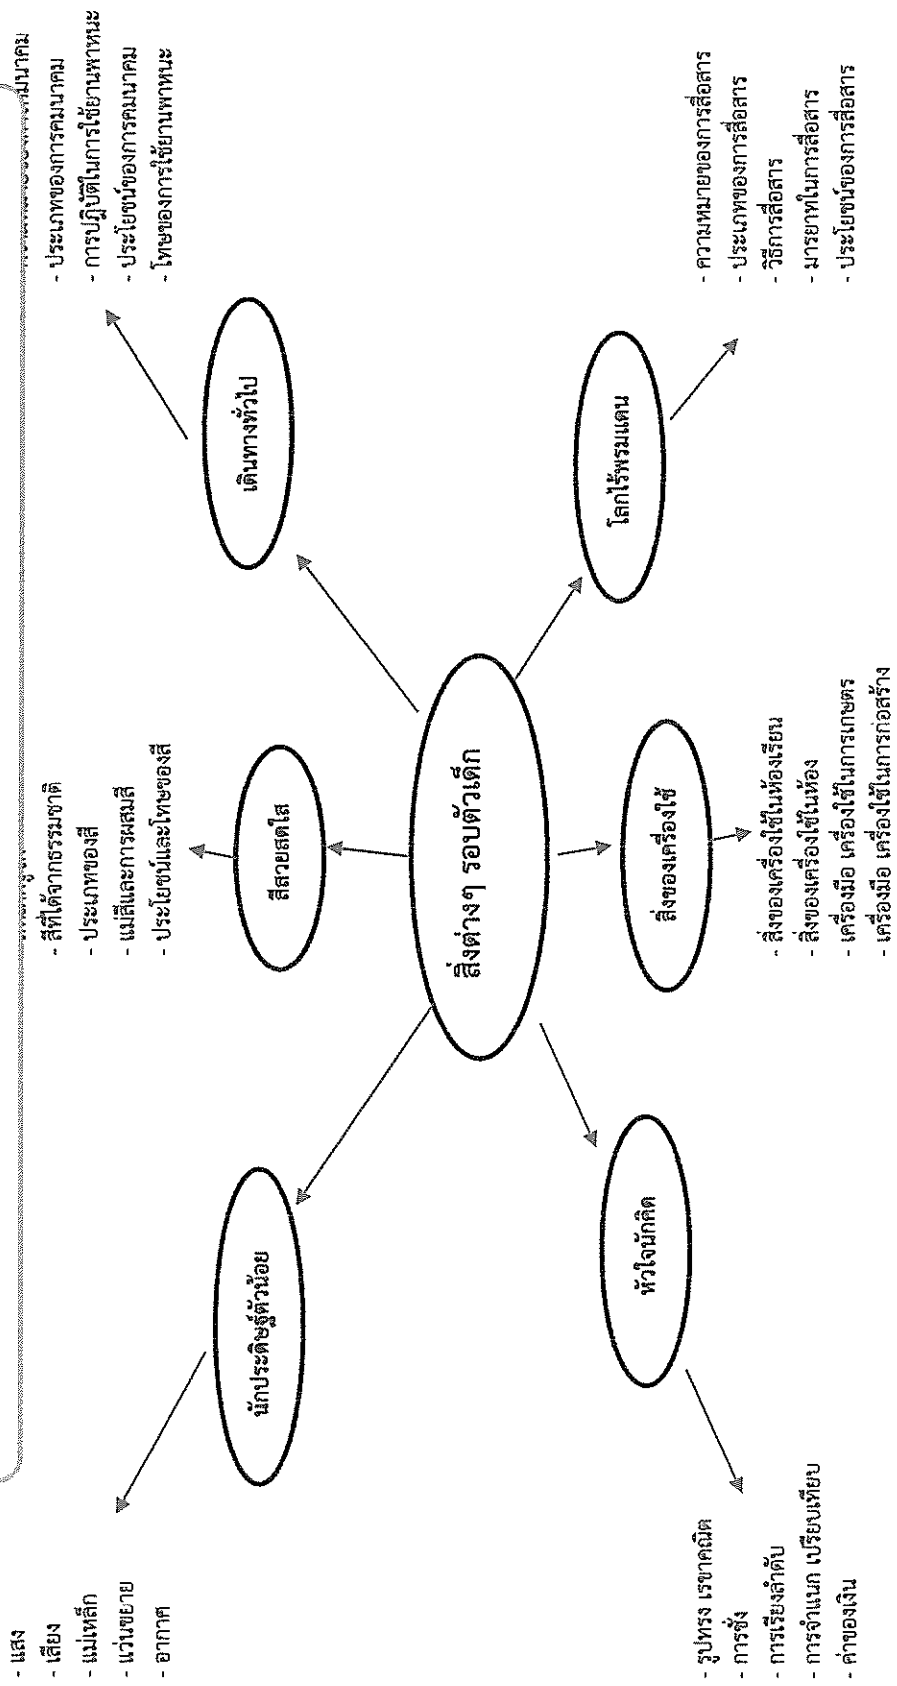 - แสง
- เสียง
- แม่เหล็ก
- แว่นขยาย
- อากาศ
นักประดิษฐ์ตัวน้อย
- สีที่ได้จากธรรมชาติ
- ประเภทของสี
- แม่สีและการผสมสี
- ประโยชน์และโทษของสี
สีสวยสดใส
- ประเภทของการคมนาคม
- การปฏิบัติในการใช้ยานพาหนะ
- ประโยชน์ของการคมนาคม
- โทษของการใช้ยานพาหนะ
เดินทางทั่วไป
สิ่งต่างๆ รอบตัวเด็ก
หัวใจนักคิด
- รูปทรง เรขาคณิต
- การชั่ง
- การเรียงลำดับ
- การจำแนก เปรียบเทียบ
- ค่าของเงิน
สิ่งของเครื่องใช้
- สิ่งของเครื่องใช้ในห้องเรียน
- สิ่งของเครื่องใช้ในห้อง
- เครื่องมือ เครื่องใช้ในการเกษตร
- เครื่องมือ เครื่องใช้ในการก่อสร้าง
โลกไร้พรมแดน
- ความหมายของการสื่อสาร
- ประเภทของการสื่อสาร
- วิธีการสื่อสาร
- มารยาทในการสื่อสาร
- ประโยชน์ของการสื่อสาร